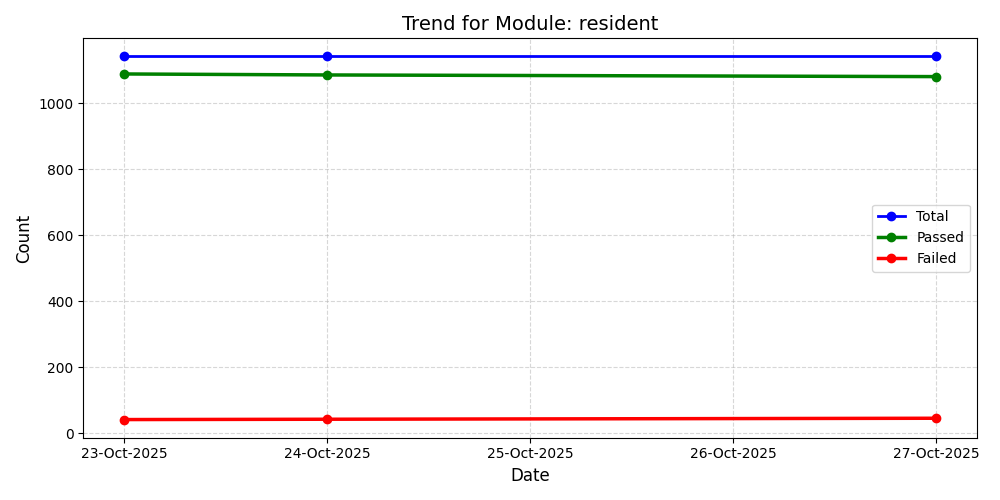 Trend for Module: resident
Count
1000
800
600
400
200
0
Total
Passed
Failed
23-Oct-2025 24-Oct-2025 25-Oct-2025 26-Oct-2025 27-Oct-2025
Date